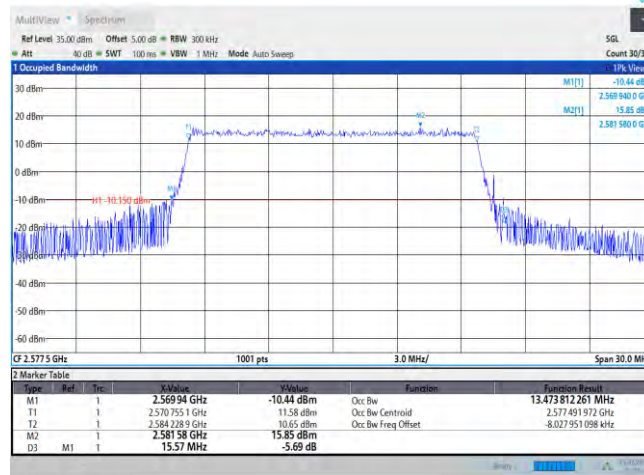 MultiView Spectrum
Ref Level 35.00 dBm Offset 5.00 dB RBW 300 kHz SGL
Att 40 dB SWT 100 ms VBW 1 MHz Mode Auto Sweep Count 30/3
1 Occupied Bandwidth 1Pk View
30 dBm M1[1] -10.44 dB
2.569 940 0 G
20 dBm M2[1] 15.85 dB
2.581 580 0 G
M2
T1
10 dBm
0 dBm
M1
-10 dBm H1 -10.150 dBm
-20 dBm
-30 dBm
-40 dBm
-50 dBm
-60 dBm
CF 2.577 5 GHz 1001 pts 3.0 MHz/ Span 30.0 MH
2 Marker Table
Type Ref Trc X-Value Y-Value Function Function Result
M1 1 2.569 94 GHz -10.44 dBm Occ Bw 13.473 812 261 MHz
T1 1 2.570 755 1 GHz 11.58 dBm Occ Bw Centroid 2.577 491 972 GHz
T2 1 2.584 228 9 GHz 10.65 dBm Occ Bw Freq Offset -8.027 951 098 kHz
M2 1 2.581 58 GHz 15.85 dBm
D3 M1 1 15.57 MHz -5.69 dB